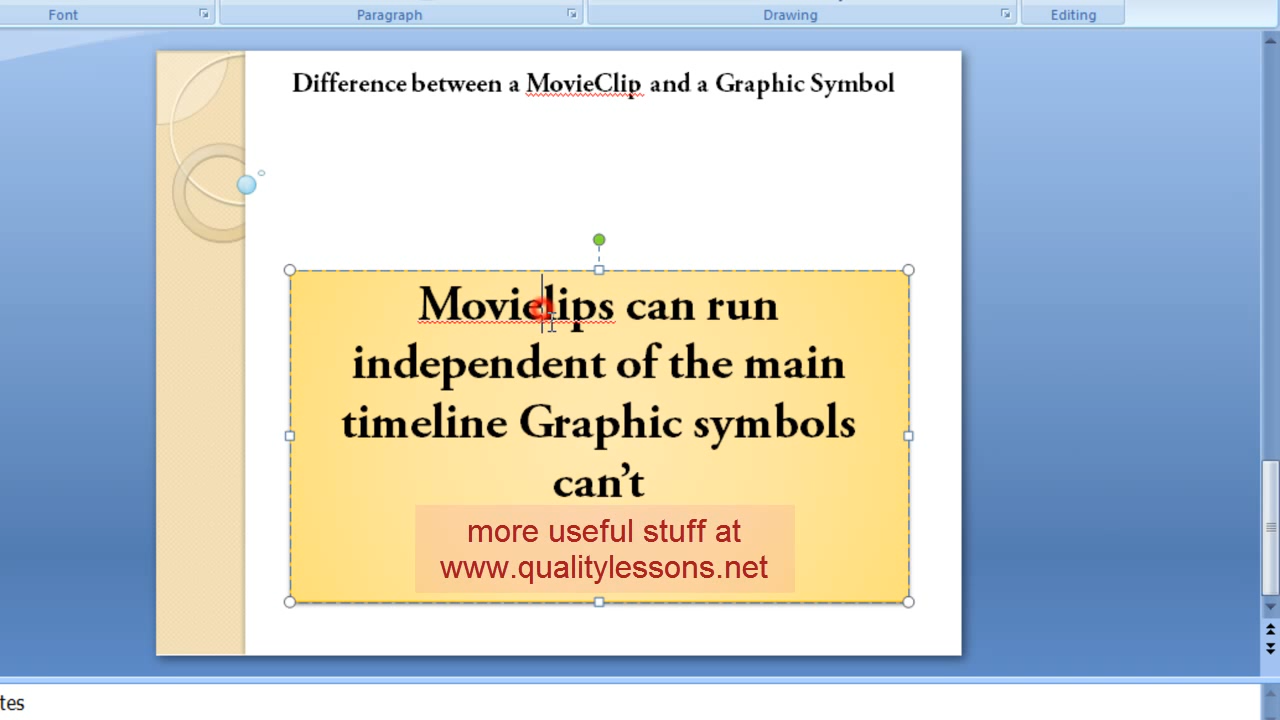 Font
Paragraph
Drawing
Editing
Difference between a MovieClip and a Graphic Symbol
Movielips can run
independent of the main
timeline Graphic symbols
can’t
more useful stuff at
www.qualitylessons.net
tes